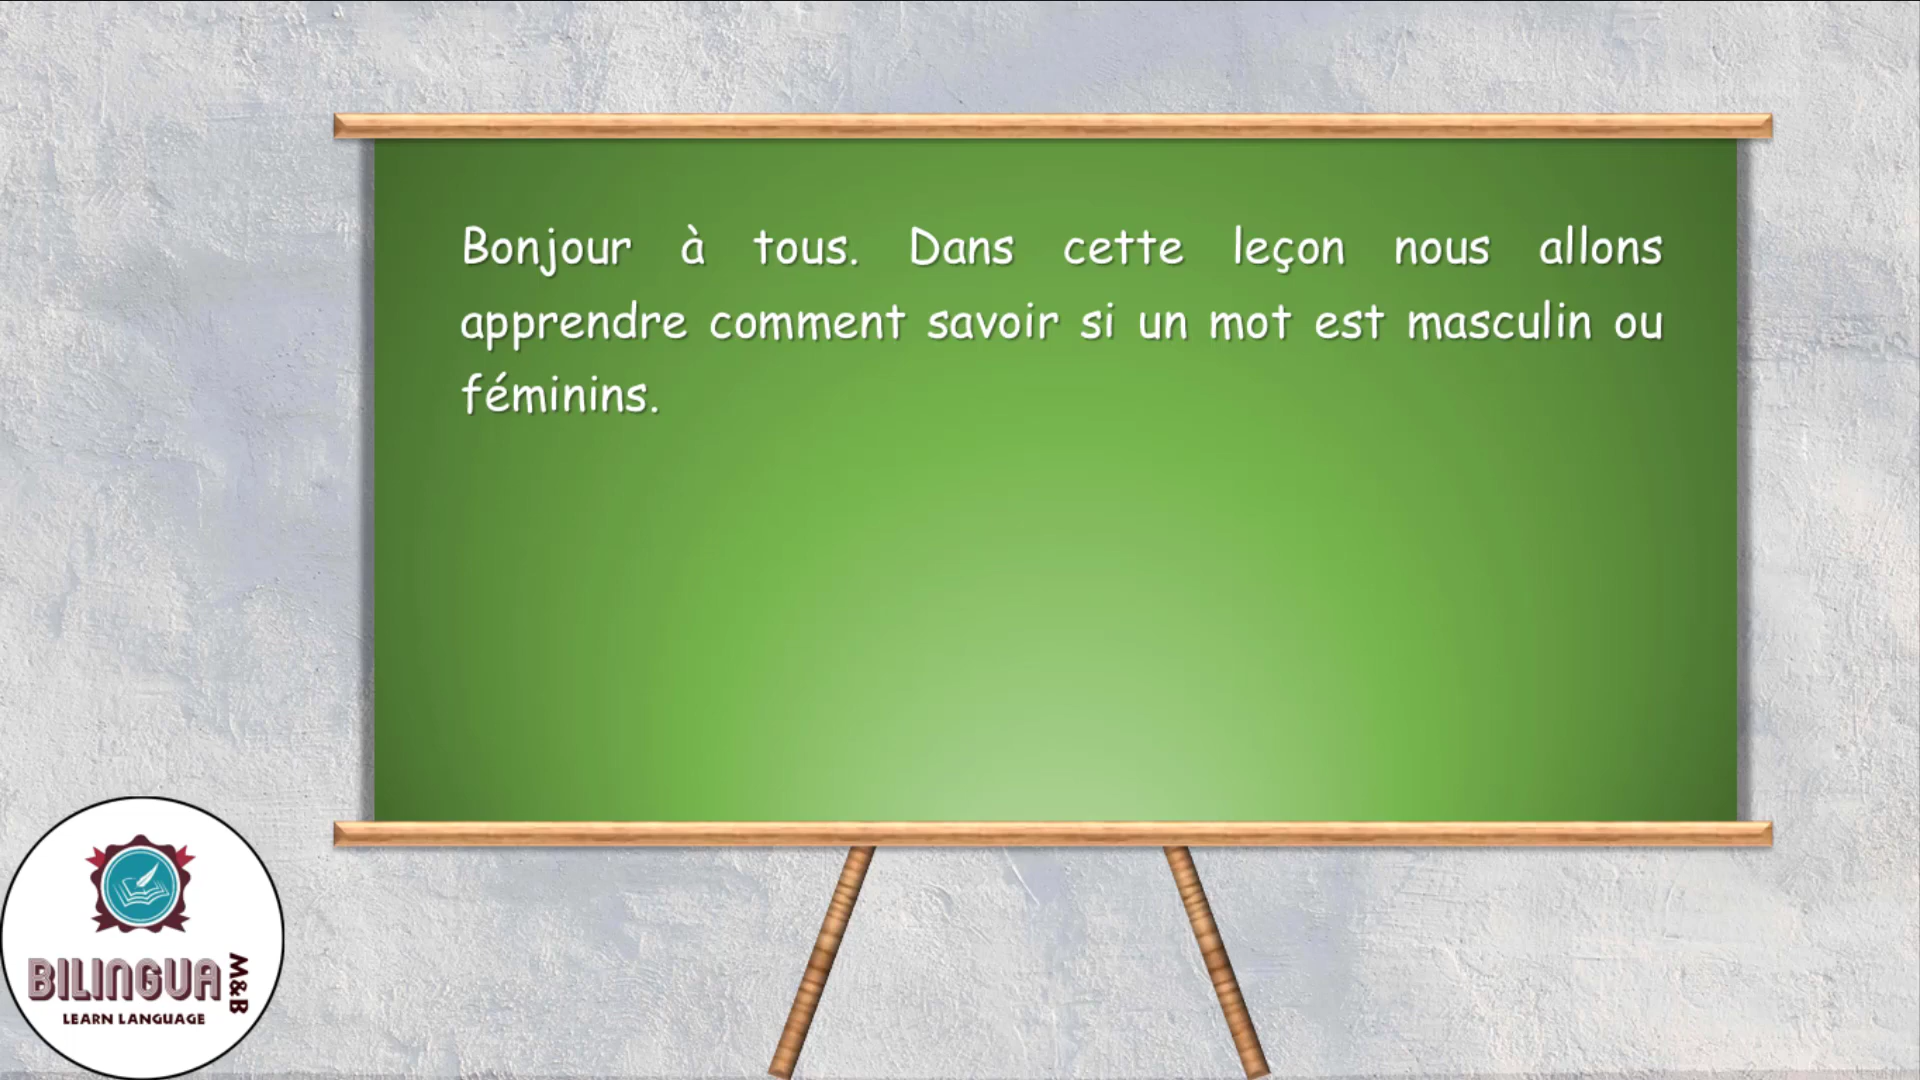 Bonjour à tous. Dans cette leçon nous allons
apprendre comment savoir si un mot est masculin ou
féminins.
BILINGUA
M&B
LEARN LANGUAGE